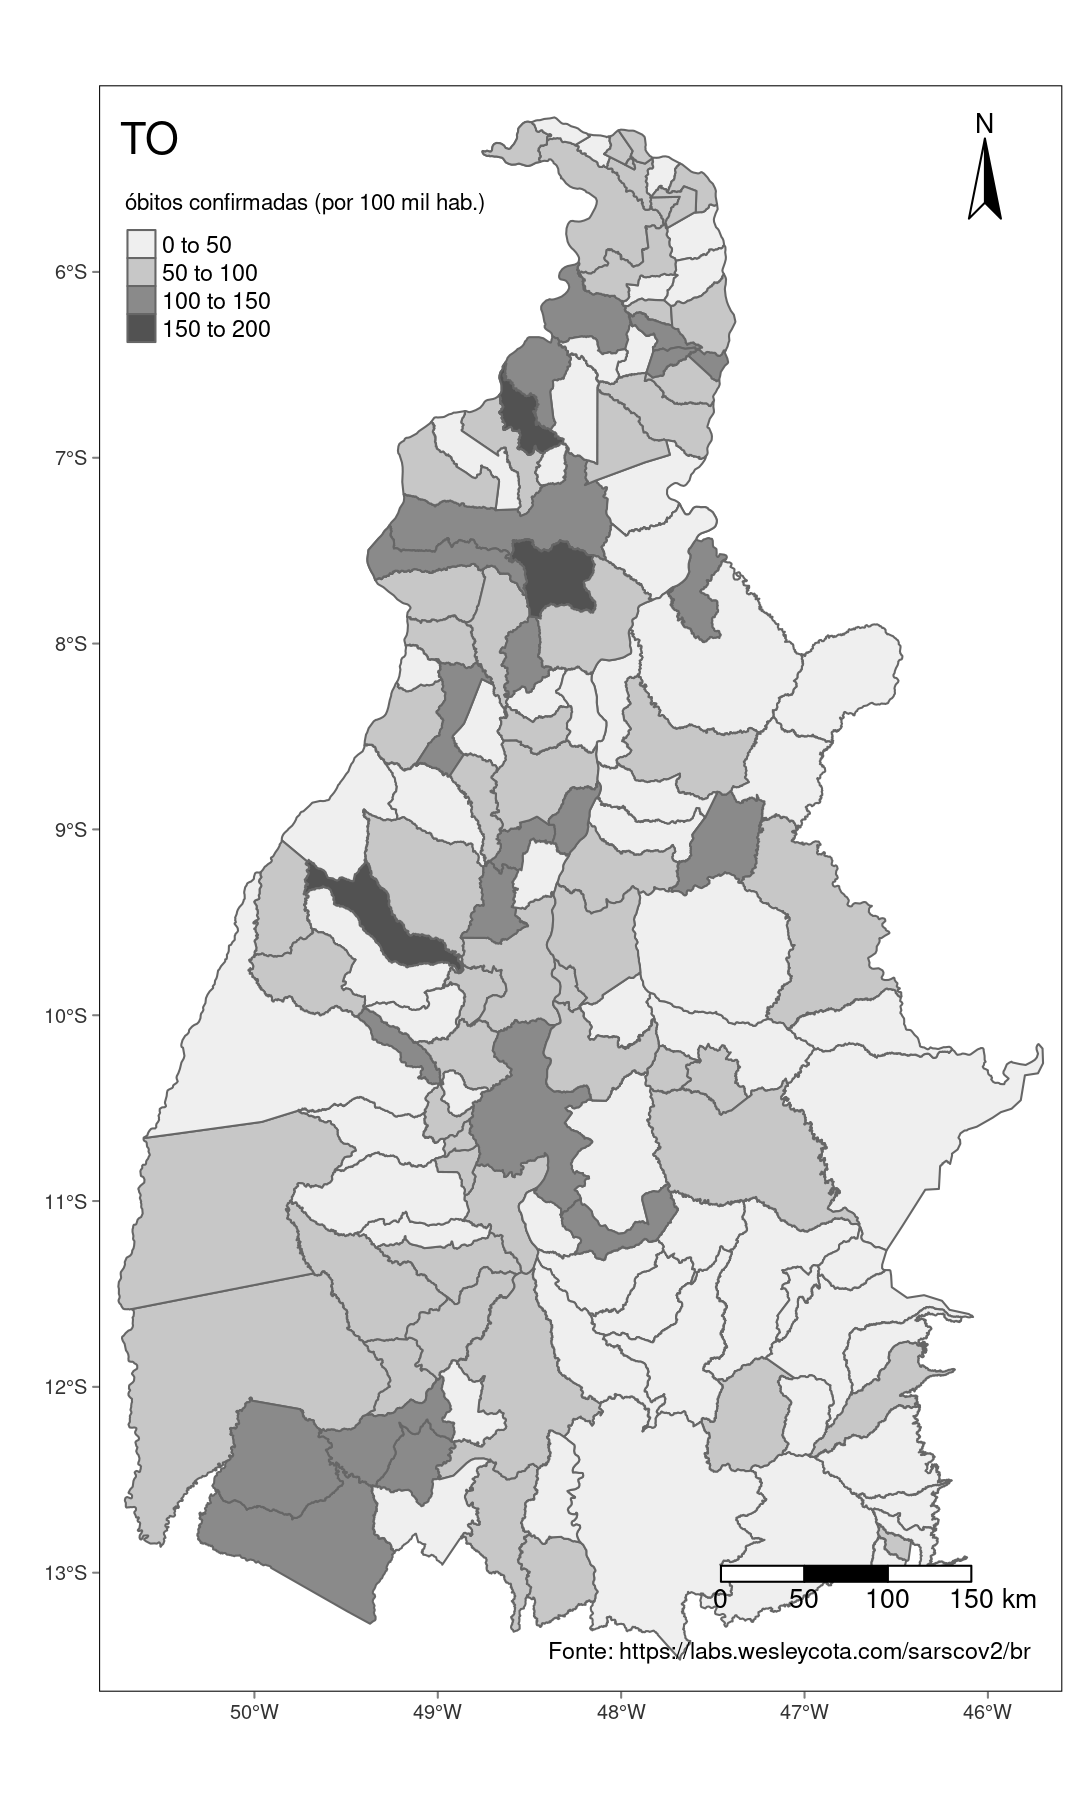 TO
N
óbitos confirmadas (por 100 mil hab.)
0 to 50
50 to 100
100 to 150
150 to 200
6°S
7°S
8°S
9°S
10°S
11°S
12°S
13°S
0 50 100 150 km
Fonte: https://labs.wesleycota.com/sarscov2/br
50°W 49°W 48°W 47°W 46°W